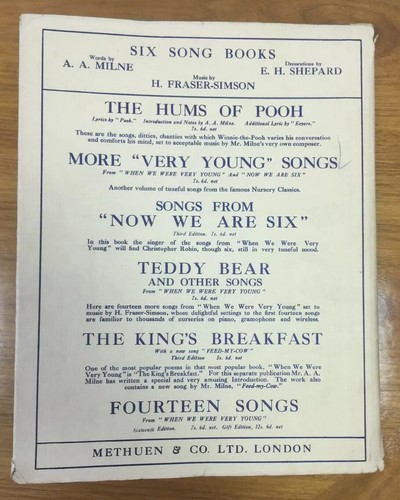 SIX SONG BOOKS
Words by
A. A. MILNE
Decorations by
E. H. SHEPARD
Music by
H. FRASER-SIMSON
THE HUMS OF POOH
Lyrics by "Pooh." Introduction and Notes by A. A. Milne. Additional Lyric by "Eeyore."
7s. 6d. net
These are the songs, ditties, chanties with which Winnie-the-Pooh varies his conversation
and comforts his mind, set to acceptable music by Mr. Milne's very own composer.
MORE "VERY YOUNG" SONGS
From "WHEN WE WERE VERY YOUNG" And "NOW WE ARE SIX"
7s. 6d. net
Another volume of tuneful songs from the famous Nursery Classics.
SONGS FROM
"NOW WE ARE SIX"
Third Edition. 7s. 6d. net
In this book the singer of the songs from "When We Were Very
Young" will find Christopher Robin, though six, still in very tuneful mood.
TEDDY BEAR
AND OTHER SONGS
From "WHEN WE WERE VERY YOUNG"
7s. 6d. net
Here are fourteen more songs from "When We Were Very Young" set to
music by H. Fraser-Simson, whose delightful settings to the first fourteen songs
are familiar to thousands of nurseries on piano, gramophone and wireless.
THE KING'S BREAKFAST
With a new song "FEED-MY-COW"
Third Edition 3s. 6d. net
One of the most popular poems in that most popular book, "When We Were
Very Young" is "The King's Breakfast." For this separate publication Mr. A. A.
Milne has written a special and very amusing Introduction. The work also
contains a new song by Mr. Milne, "Feed-my-Cow."
FOURTEEN SONGS
From "WHEN WE WERE VERY YOUNG"
Sixteenth Edition. 7s. 6d. net. Gift Edition, 12s. 6d. net
METHUEN & CO. LTD. LONDON